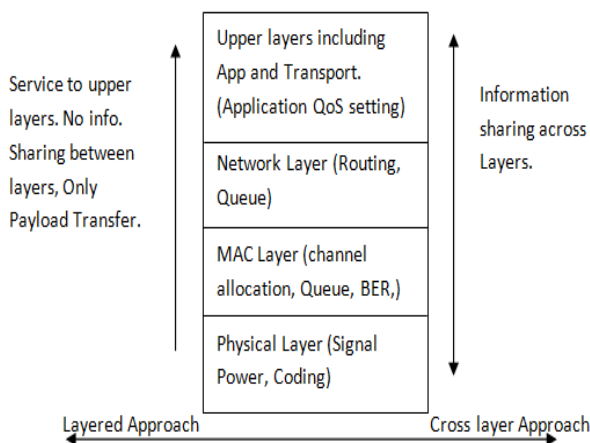 Service to upper
layers. No info.
Sharing between
layers, Only
Payload Transfer.
Upper layers including
App and Transport.
(Application QoS setting)
Network Layer (Routing,
Queue)
MAC Layer (channel
allocation, Queue, BER,)
Physical Layer (Signal
Power, Coding)
Information
sharing across
Layers.
Layered Approach
Cross layer Approach